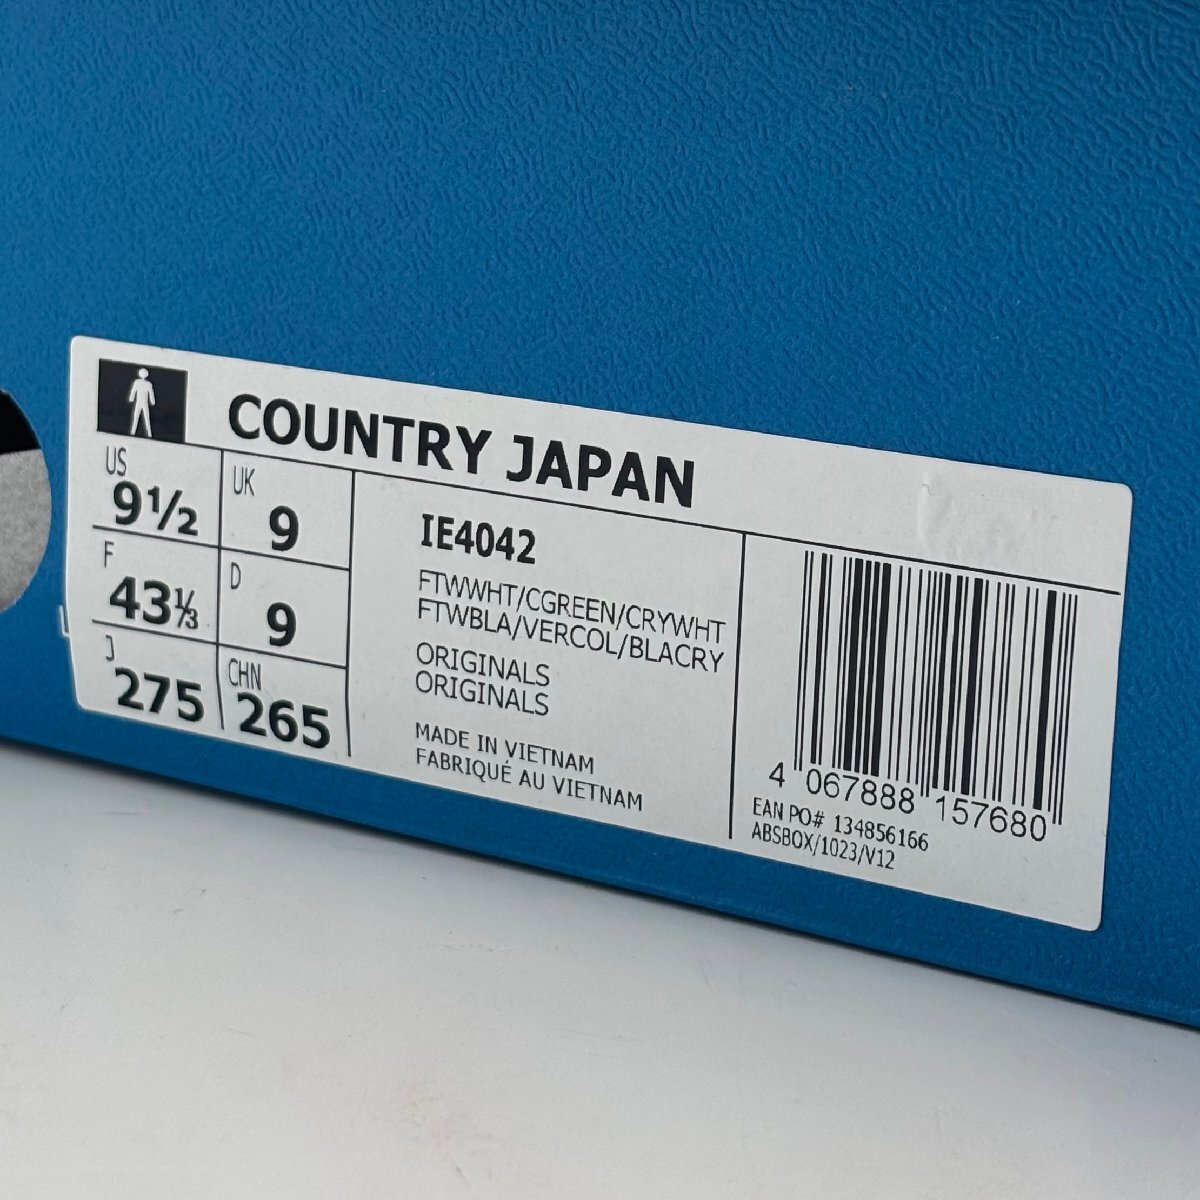 COUNTRY JAPAN
US
9½
UK
9
F
43⅓
D
9
J
275
CHN
265
IE4042
FTWWHT/CGREEN/CRYWHT
FTWBLA/VERCOL/BLACRY
ORIGINALS
ORIGINALS
MADE IN VIETNAM
FABRIQUÉ AU VIETNAM
4 067888 157680
EAN PO# 134856166
ABSBOX/1023/V12